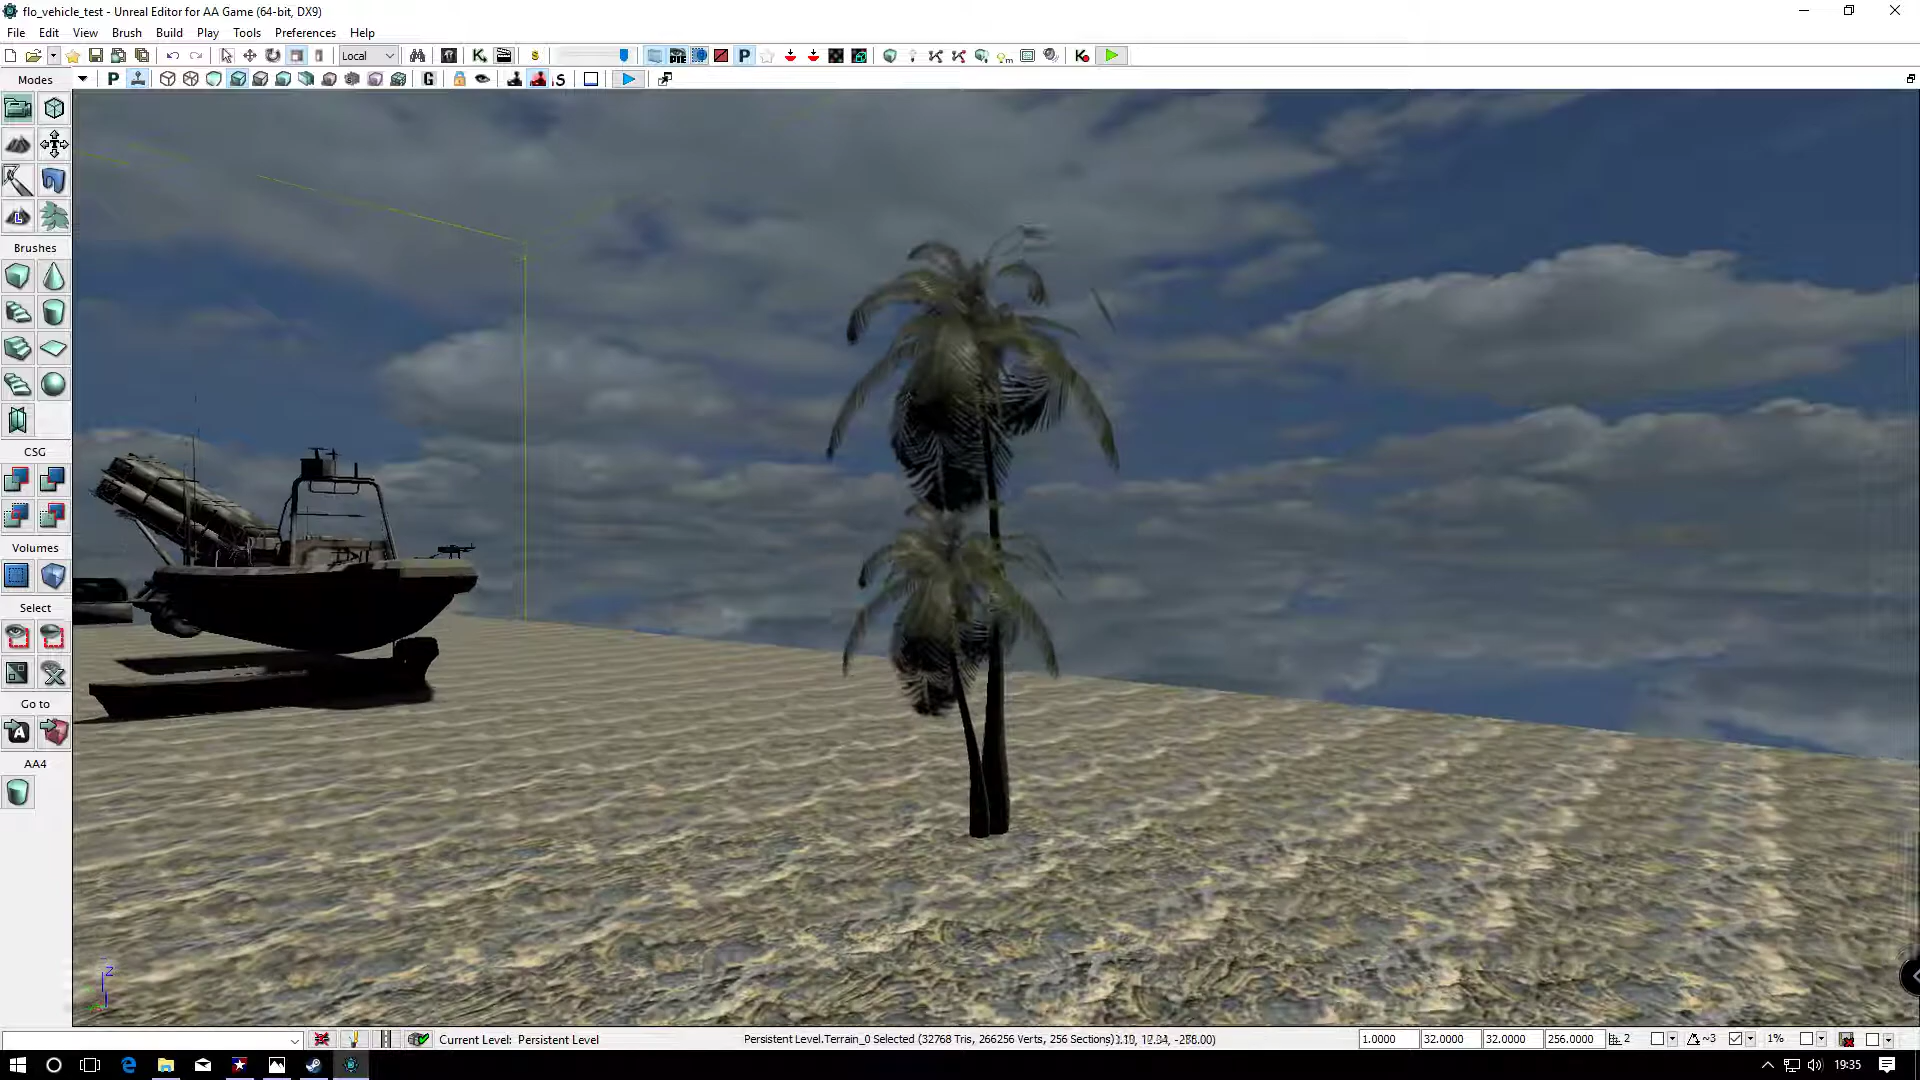 flo_vehicle_test - Unreal Editor for AA Game (64-bit, DX9)
File Edit View Brush Build Play Tools Preferences Help
Local
PIE
P
S
P
G
S
Modes
L
Brushes
CSG
Volumes
Select
Go to
A
AA4
Z
Current Level: Persistent Level
Persistent Level.Terrain_0 Selected (32768 Tris, 266256 Verts, 256 Sections)
1.0000
32.0000
32.0000
256.0000
2
~3
1%
19:35